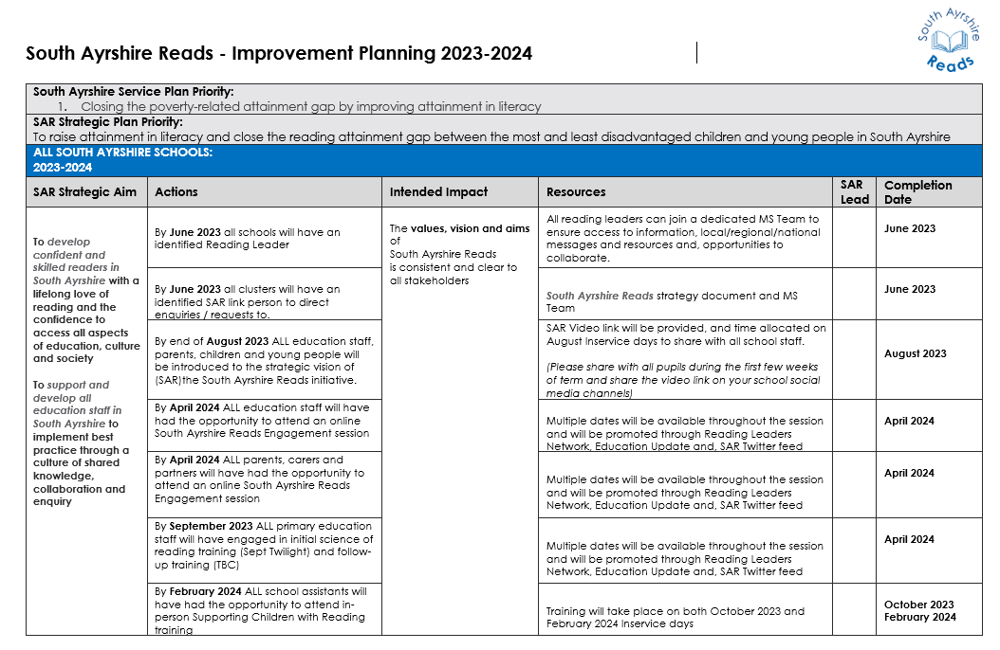 South Ayrshire Reads
South Ayrshire Reads - Improvement Planning 2023-2024
South Ayrshire Service Plan Priority:
1. Closing the poverty-related attainment gap by improving attainment in literacy
SAR Strategic Plan Priority:
To raise attainment in literacy and close the reading attainment gap between the most and least disadvantaged children and young people in South Ayrshire
ALL SOUTH AYRSHIRE SCHOOLS:
2023-2024
SAR Strategic Aim
Actions
Intended Impact
Resources
SAR
Lead
Completion
Date
To develop
confident and
skilled readers in
South Ayrshire with a
lifelong love of
reading and the
confidence to
access all aspects
of education, culture
and society
To support and
develop all
education staff in
South Ayrshire to
implement best
practice through a
culture of shared
knowledge,
collaboration and
enquiry
By June 2023 all schools will have an
identified Reading Leader
The values, vision and aims
of
South Ayrshire Reads
is consistent and clear to
all stakeholders
All reading leaders can join a dedicated MS Team to
ensure access to information, local/regional/national
messages and resources and, opportunities to
collaborate.
June 2023
By June 2023 all clusters will have an
identified SAR link person to direct
enquiries / requests to.
South Ayrshire Reads strategy document and MS
Team
June 2023
By end of August 2023 ALL education staff,
parents, children and young people will
be introduced to the strategic vision of
(SAR)the South Ayrshire Reads initiative.
SAR Video link will be provided, and time allocated on
August Inservice days to share with all school staff.
(Please share with all pupils during the first few weeks
of term and share the video link on your school social
media channels)
August 2023
By April 2024 ALL education staff will have
had the opportunity to attend an online
South Ayrshire Reads Engagement session
Multiple dates will be available throughout the session
and will be promoted through Reading Leaders
Network, Education Update and, SAR Twitter feed
April 2024
By April 2024 ALL parents, carers and
partners will have had the opportunity to
attend an online South Ayrshire Reads
Engagement session
Multiple dates will be available throughout the session
and will be promoted through Reading Leaders
Network, Education Update and, SAR Twitter feed
April 2024
By September 2023 ALL primary education
staff will have engaged in initial science of
reading training (Sept Twilight) and follow-
up training (TBC)
Multiple dates will be available throughout the session
and will be promoted through Reading Leaders
Network, Education Update and, SAR Twitter feed
April 2024
By February 2024 ALL school assistants will
have had the opportunity to attend in-
person Supporting Children with Reading
training
Training will take place on both October 2023 and
February 2024 Inservice days
October 2023
February 2024